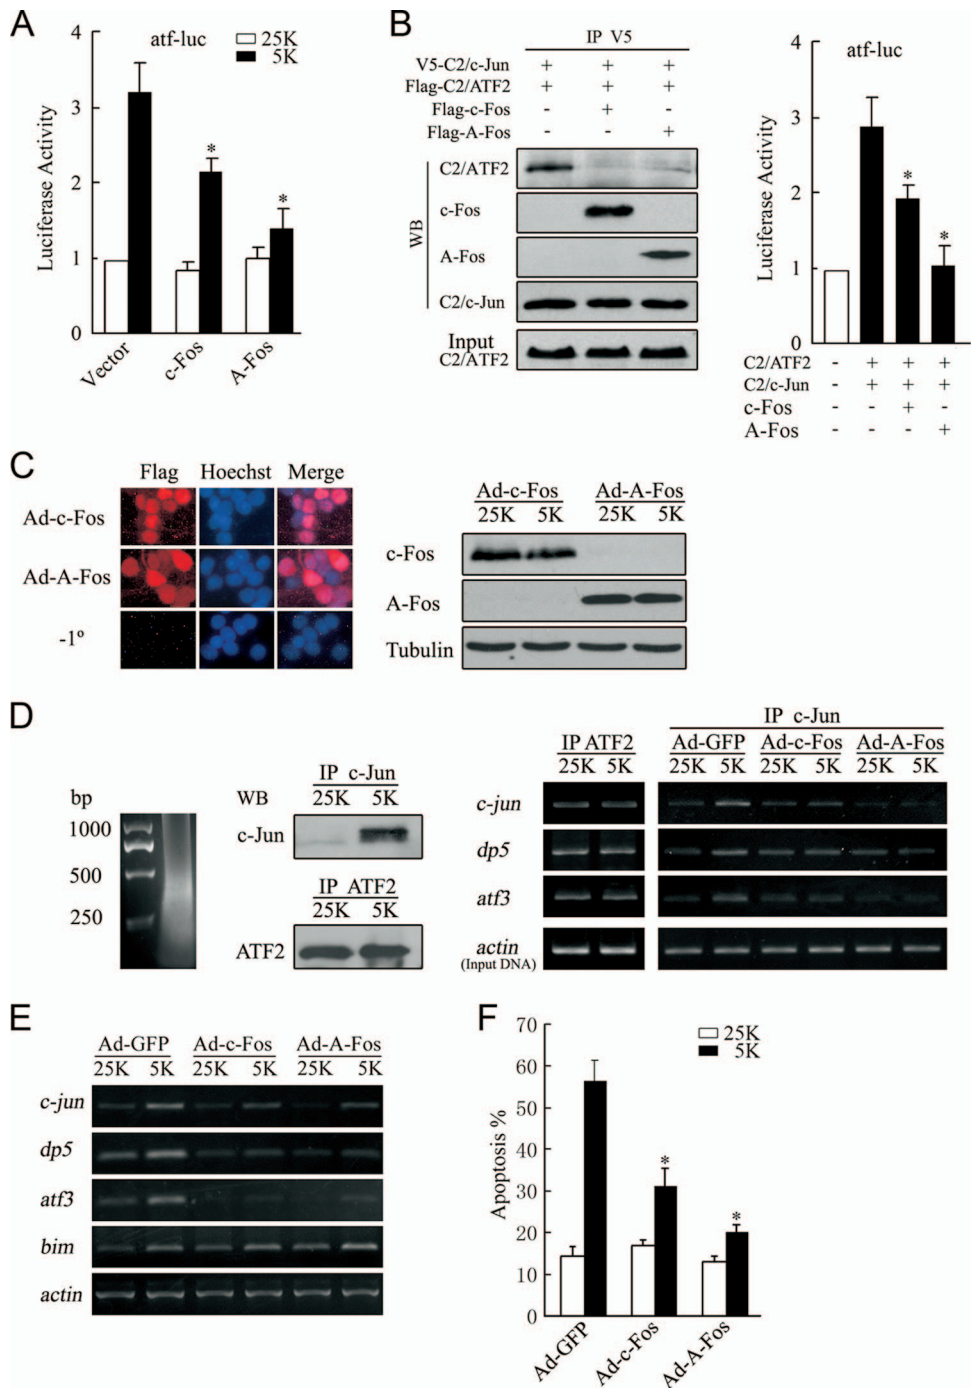 A
atf-luc
25K
5K
Luciferase Activity
4
3
2
1
0
*
*
Vector
c-Fos
A-Fos
B
IP V5
V5-C2/c-Jun + + +
Flag-C2/ATF2 + + +
Flag-c-Fos - + -
Flag-A-Fos - - +
WB
C2/ATF2
c-Fos
A-Fos
C2/c-Jun
Input
C2/ATF2
atf-luc
Luciferase Activity
4
3
2
1
0
*
*
C2/ATF2 - + + +
C2/c-Jun - + + +
c-Fos - - + -
A-Fos - - - +
C
Flag Hoechst Merge
Ad-c-Fos
Ad-A-Fos
-1º
Ad-c-Fos Ad-A-Fos
25K 5K 25K 5K
c-Fos
A-Fos
Tubulin
D
bp
1000
500
250
IP c-Jun
WB 25K 5K
c-Jun
IP ATF2
25K 5K
ATF2
IP c-Jun
IP ATF2 Ad-GFP Ad-c-Fos Ad-A-Fos
25K 5K 25K 5K 25K 5K 25K 5K
c-jun
dp5
atf3
actin
(Input DNA)
E
Ad-GFP Ad-c-Fos Ad-A-Fos
25K 5K 25K 5K 25K 5K
c-jun
dp5
atf3
bim
actin
F
25K
5K
Apoptosis %
70
60
50
40
30
20
10
0
*
*
Ad-GFP
Ad-c-Fos
Ad-A-Fos